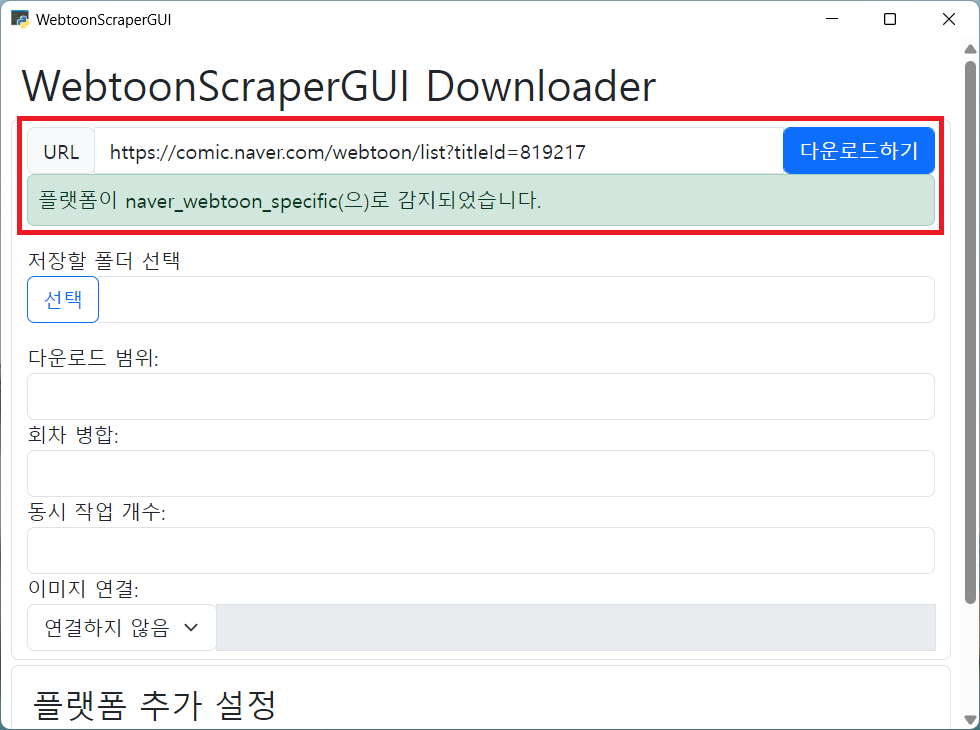 WebtoonScraperGUI
WebtoonScraperGUI Downloader
URL https://comic.naver.com/webtoon/list?titleId=819217 다운로드하기
플랫폼이 naver_webtoon_specific(으)로 감지되었습니다.
저장할 폴더 선택
선택
다운로드 범위:
회차 병합:
동시 작업 개수:
이미지 연결:
연결하지 않음
플랫폼 추가 설정